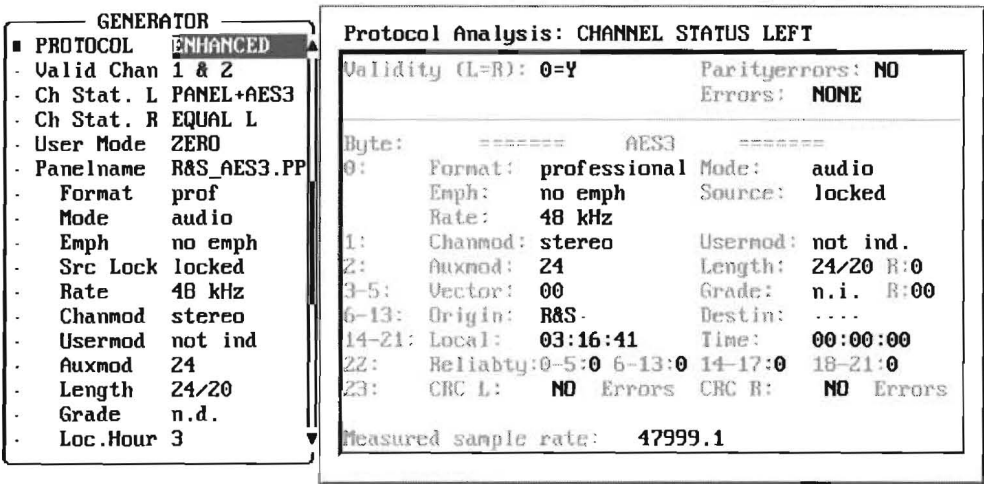 GENERATOR
PROTOCOL ENHANCED
Valid Chan 1 & 2
Ch Stat. L PANEL+AES3
Ch Stat. R EQUAL L
User Mode ZERO
Panelname R&S_AES3.PP
Format prof
Mode audio
Emph no emph
Src Lock locked
Rate 48 kHz
Chanmod stereo
Usermod not ind
Auxmod 24
Length 24/20
Grade n.d.
Loc.Hour 3
Protocol Analysis: CHANNEL STATUS LEFT
Validity (L=R): 0=Y Parityerrors: NO
Errors: NONE
Byte: ======= AES3 =======
0: Format: professional Mode: audio
Emph: no emph Source: locked
Rate: 48 kHz
1: Chanmod: stereo Usermod: not ind.
2: Auxmod: 24 Length: 24/20 R:0
3-5: Vector: 00 Grade: n.i. R:00
6-13: Origin: R&S. Destin: ....
14-21: Local: 03:16:41 Time: 00:00:00
22: Reliabty:0-5:0 6-13:0 14-17:0 18-21:0
23: CRC L: NO Errors CRC R: NO Errors
Measured sample rate: 47999.1